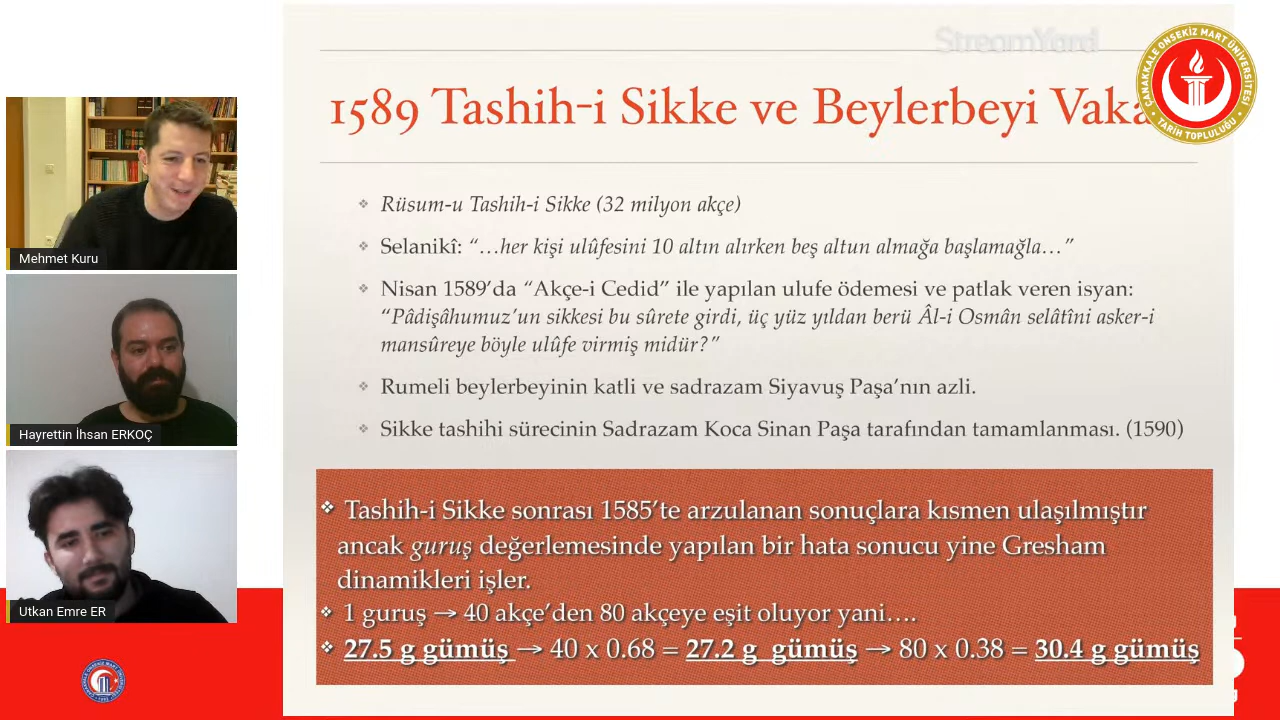 StreamYard
1589 Tashih-i Sikke ve Beylerbeyi Vaka
ÇANAKKALE ONSEKİZ MART ÜNİVERSİTESİ
TARİH TOPLULUĞU
Rüsum-u Tashih-i Sikke (32 milyon akçe)
Selanikî: “…her kişi ulûfesini 10 altın alırken beş altun almağa başlamağla…”
Nisan 1589’da “Akçe-i Cedid” ile yapılan ulufe ödemesi ve patlak veren isyan:
“Pâdişâhumuz’un sikkesi bu sûrete girdi, üç yüz yıldan berü Âl-i Osmân selâtîni asker-i
mansûreye böyle ulûfe virmiş midür?”
Rumeli beylerbeyinin katli ve sadrazam Siyavuş Paşa’nın azli.
Sikke tashihi sürecinin Sadrazam Koca Sinan Paşa tarafından tamamlanması. (1590)
Tashih-i Sikke sonrası 1585’te arzulanan sonuçlara kısmen ulaşılmıştır
ancak guruş değerlemesinde yapılan bir hata sonucu yine Gresham
dinamikleri işler.
1 guruş → 40 akçe’den 80 akçeye eşit oluyor yani….
27.5 g gümüş → 40 x 0.68 = 27.2 g gümüş → 80 x 0.38 = 30.4 g gümüş
Mehmet Kuru
Hayrettin İhsan ERKOÇ
Utkan Emre ER